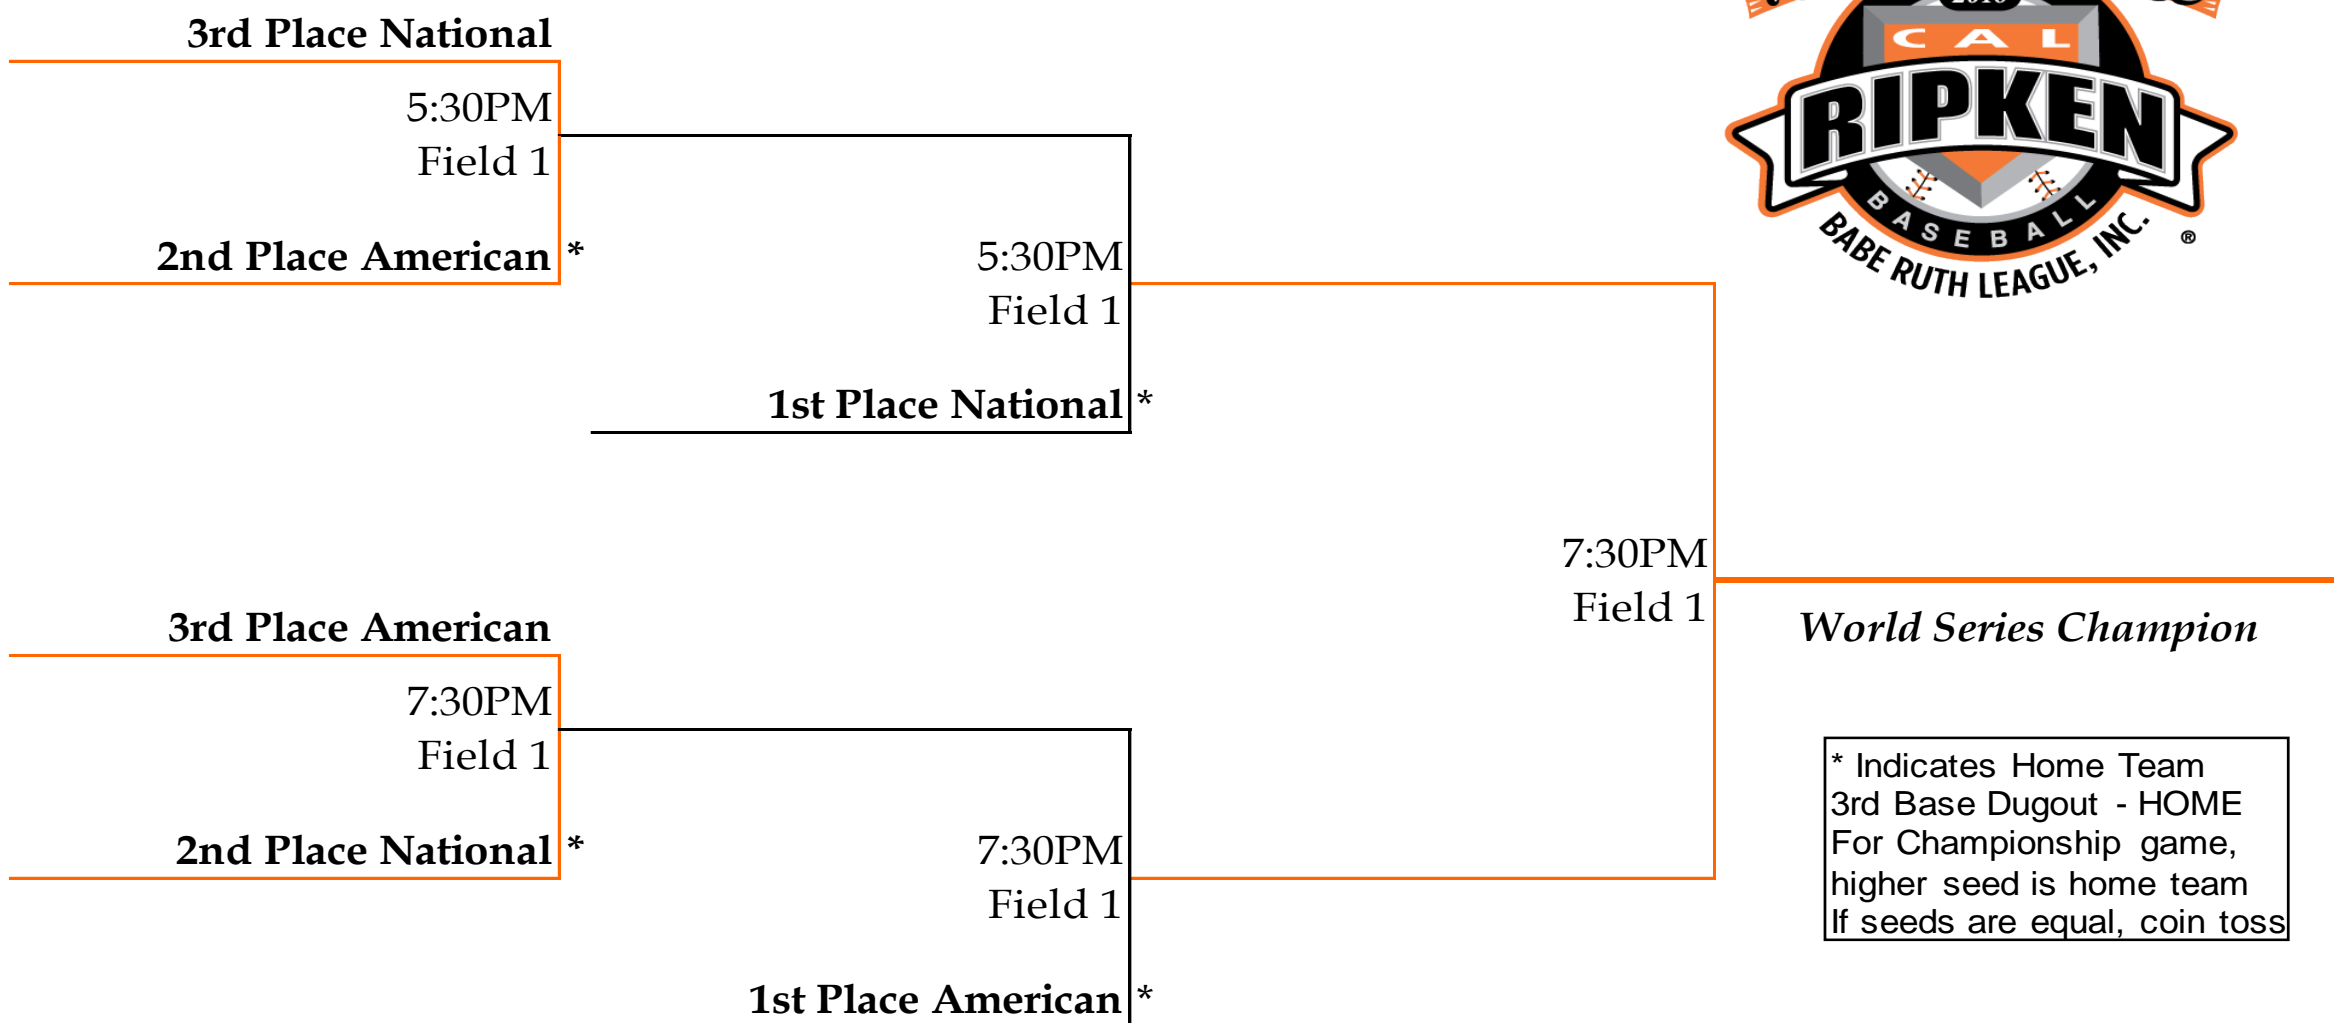 3rd Place National
5:30PM
Field 1
2nd Place American *
5:30PM
Field 1
1st Place National *
7:30PM
Field 1
World Series Champion
3rd Place American
7:30PM
Field 1
2nd Place National *
7:30PM
Field 1
1st Place American *
CAL
RIPKEN
BASEBALL
BABE RUTH LEAGUE, INC. ®
* Indicates Home Team
3rd Base Dugout - HOME
For Championship game,
higher seed is home team
If seeds are equal, coin toss